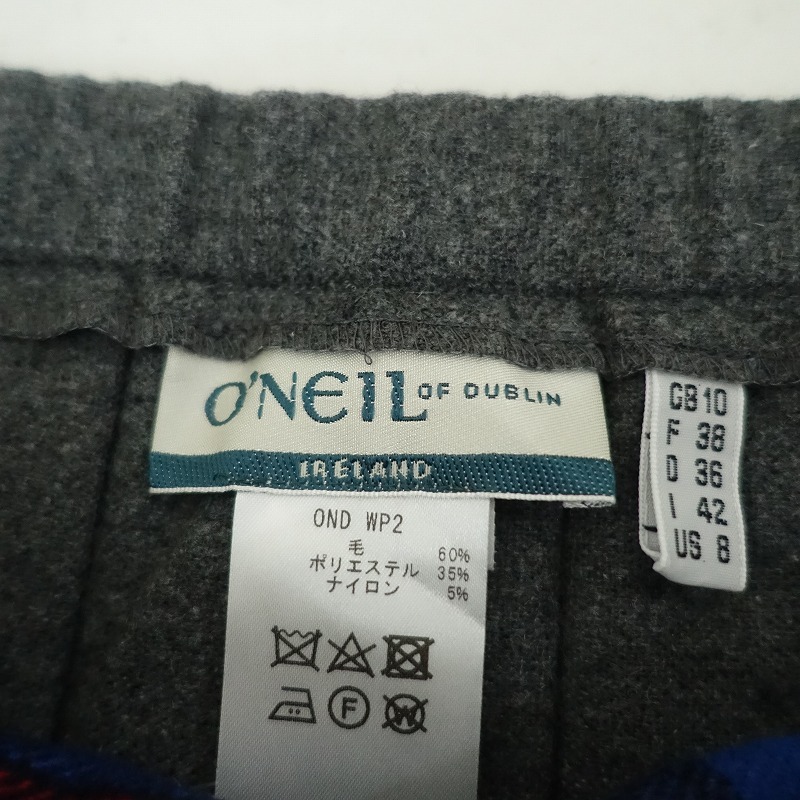 O'NEIL OF DUBLIN
IRELAND
OND WP2
毛 60%
ポリエステル 35%
ナイロン 5%
F
W
GB 10
F 38
D 36
I 42
US 8